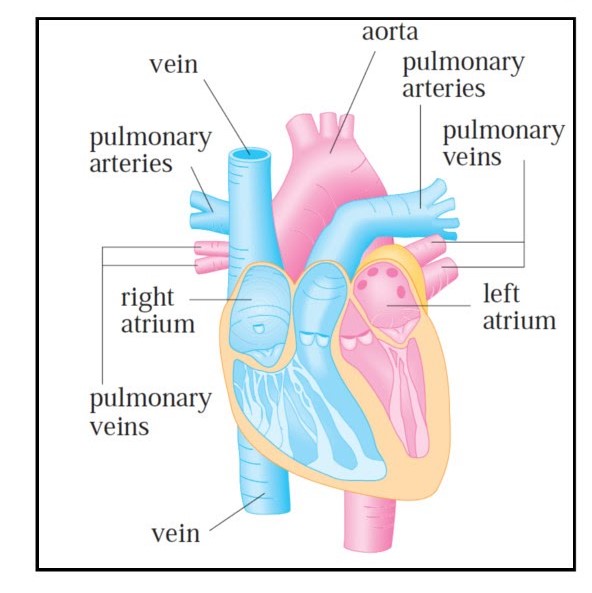 aorta
vein
pulmonary
arteries
pulmonary
arteries
pulmonary
veins
right
atrium
left
atrium
pulmonary
veins
vein